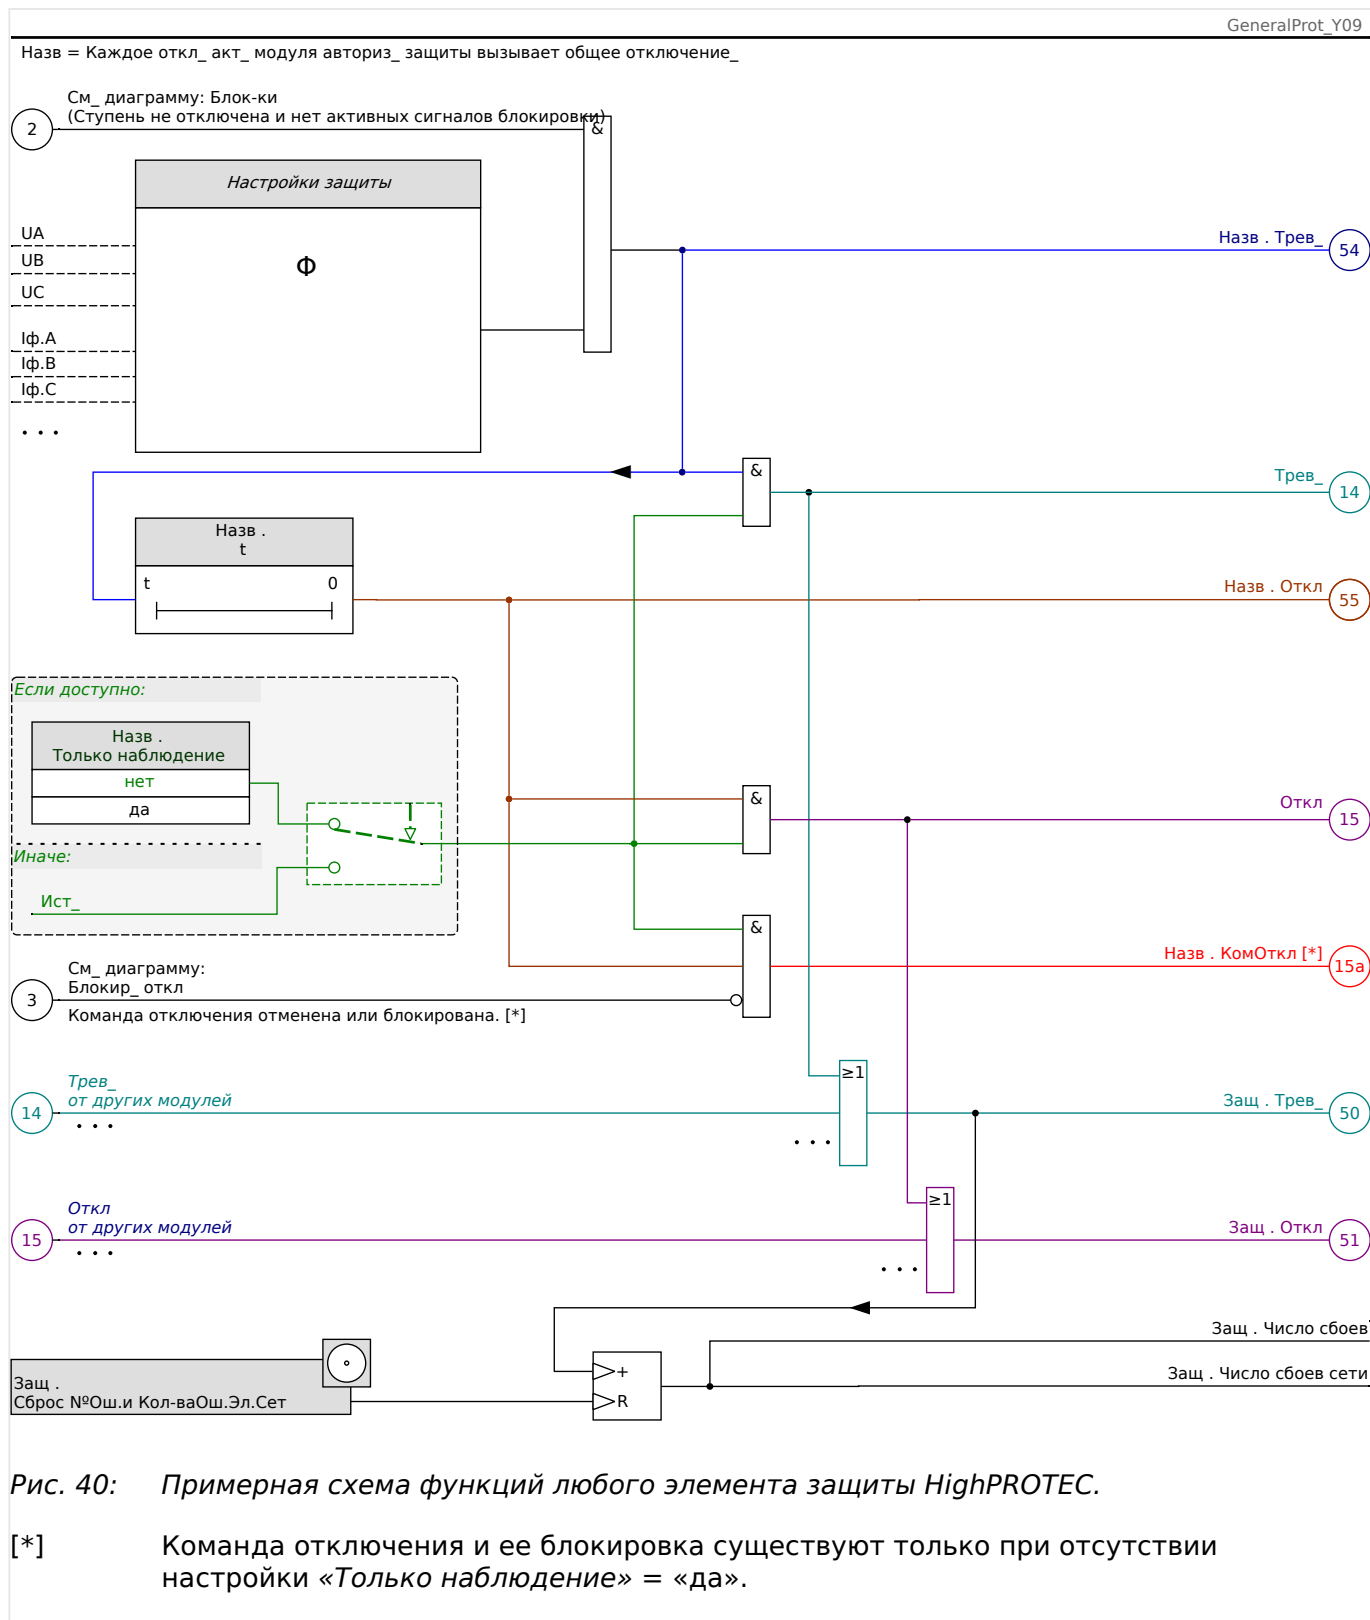 GeneralProt_Y09
Назв = Каждое откл_ акт_ модуля авториз_ защиты вызывает общее отключение_
См_ диаграмму: Блок-ки
(Ступень не отключена и нет активных сигналов блокировки)
2
&
Настройки защиты
Φ
UA
UB
UC
Iф.A
Iф.B
Iф.C
• • •
Назв . Трев_
54
&
Трев_
14
Назв .
t
t 0
Назв . Откл
55
Если доступно:
Назв .
Только наблюдение
нет
да
Иначе:
Ист_
&
Откл
15
&
Назв . КомОткл [*]
15a
См_ диаграмму:
Блокир_ откл
3
Команда отключения отменена или блокирована. [*]
Трев_
от других модулей
14
• • •
≥1
• • •
Защ . Трев_
50
Откл
от других модулей
15
• • •
≥1
• • •
Защ . Откл
51
Защ . Число сбоев
Защ . Число сбоев сети
+
R
Защ .
Сброс №Ош.и Кол-ваОш.Эл.Сет
Рис. 40: Примерная схема функций любого элемента защиты HighPROTEC.
[*] Команда отключения и ее блокировка существуют только при отсутствии
настройки «Только наблюдение» = «да».